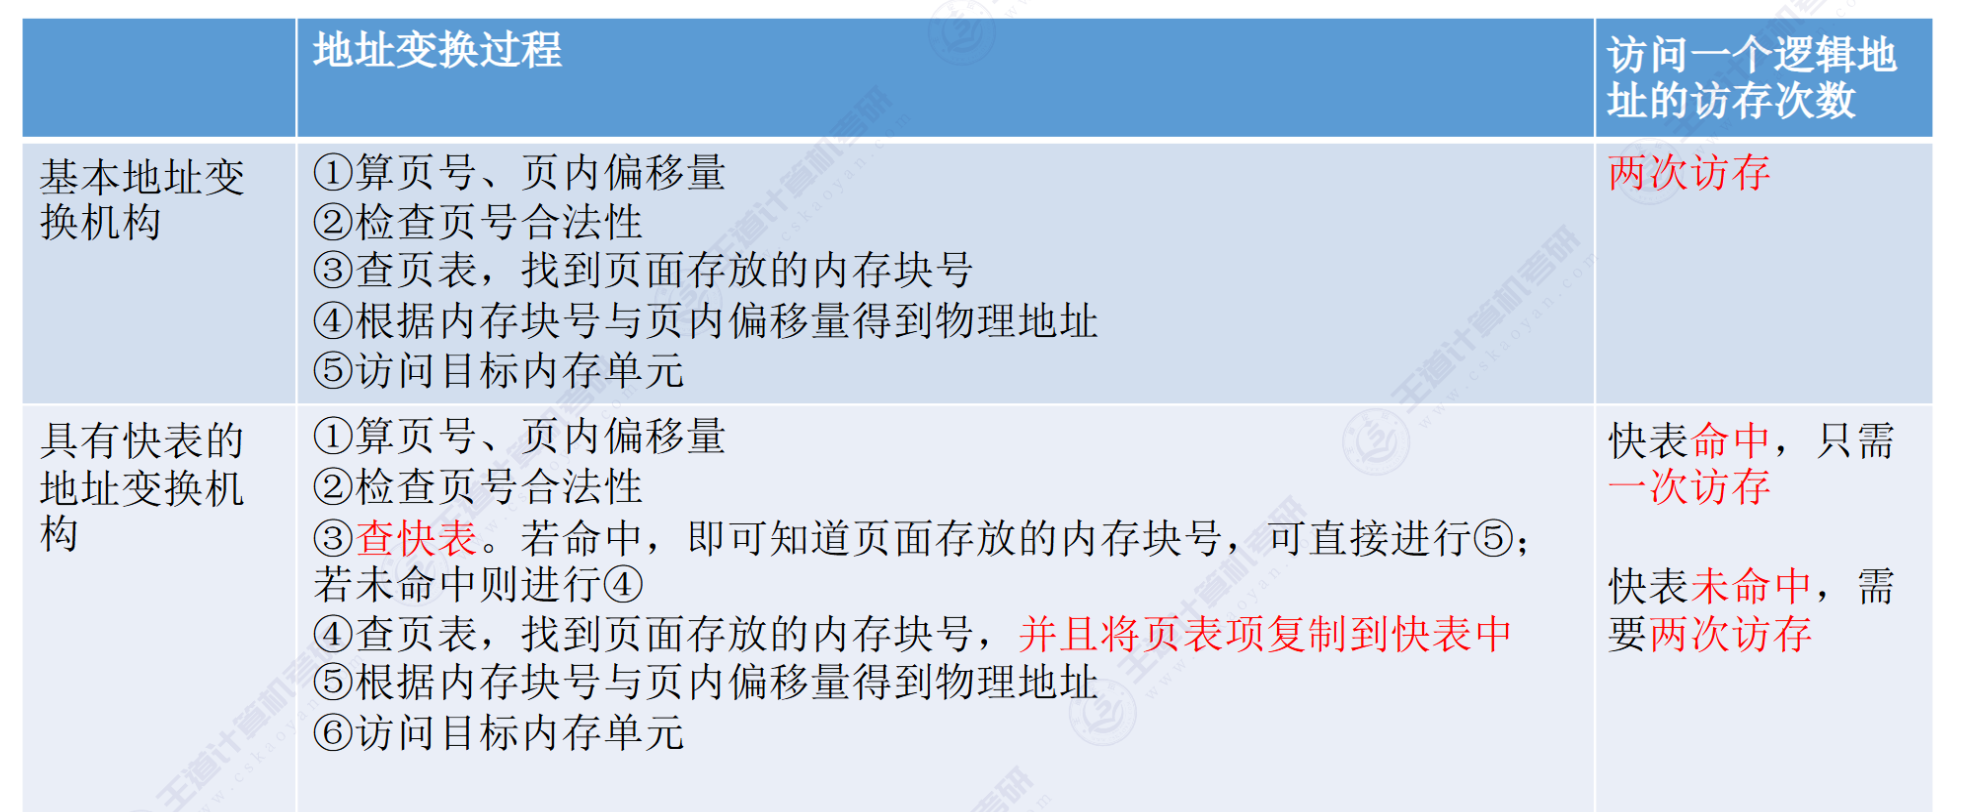 地址变换过程
访问一个逻辑地
址的访存次数
基本地址变
换机构
①算页号、页内偏移量
②检查页号合法性
③查页表，找到页面存放的内存块号
④根据内存块号与页内偏移量得到物理地址
⑤访问目标内存单元
两次访存
具有快表的
地址变换机
构
①算页号、页内偏移量
②检查页号合法性
③查快表。若命中，即可知道页面存放的内存块号，可直接进行⑤；
若未命中则进行④
④查页表，找到页面存放的内存块号，并且将页表项复制到快表中
⑤根据内存块号与页内偏移量得到物理地址
⑥访问目标内存单元
快表命中，只需
一次访存
快表未命中，需
要两次访存
王道计算机考研
www.cskaoyan.com